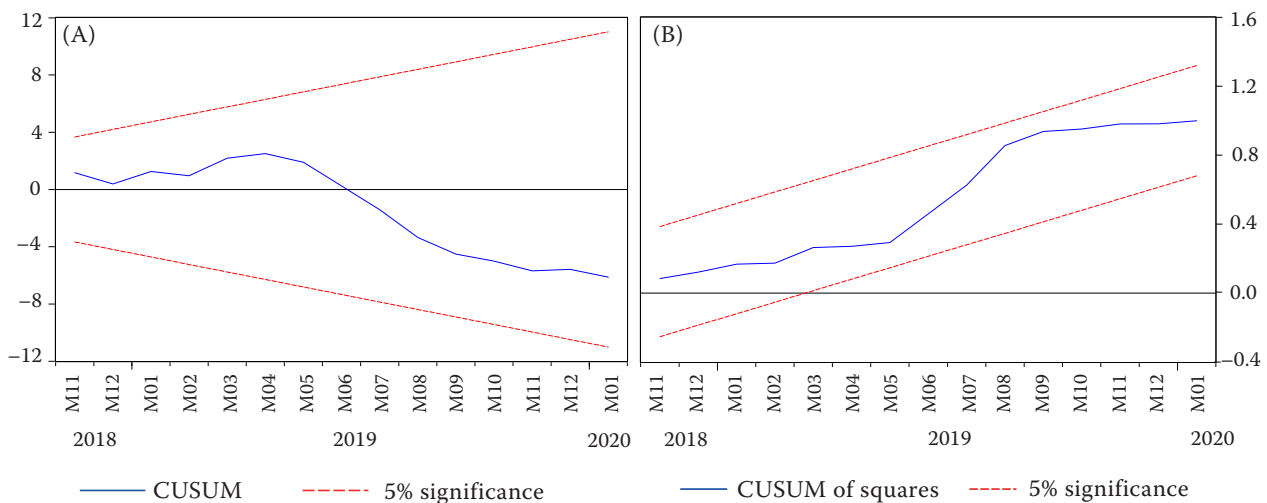 (A)
12
8
4
0
−4
−8
−12
M11 M12 M01 M02 M03 M04 M05 M06 M07 M08 M09 M10 M11 M12 M01
2018 2019 2020
CUSUM 5% significance
(B)
1.6
1.2
0.8
0.4
0.0
−0.4
M11 M12 M01 M02 M03 M04 M05 M06 M07 M08 M09 M10 M11 M12 M01
2018 2019 2020
CUSUM of squares 5% significance